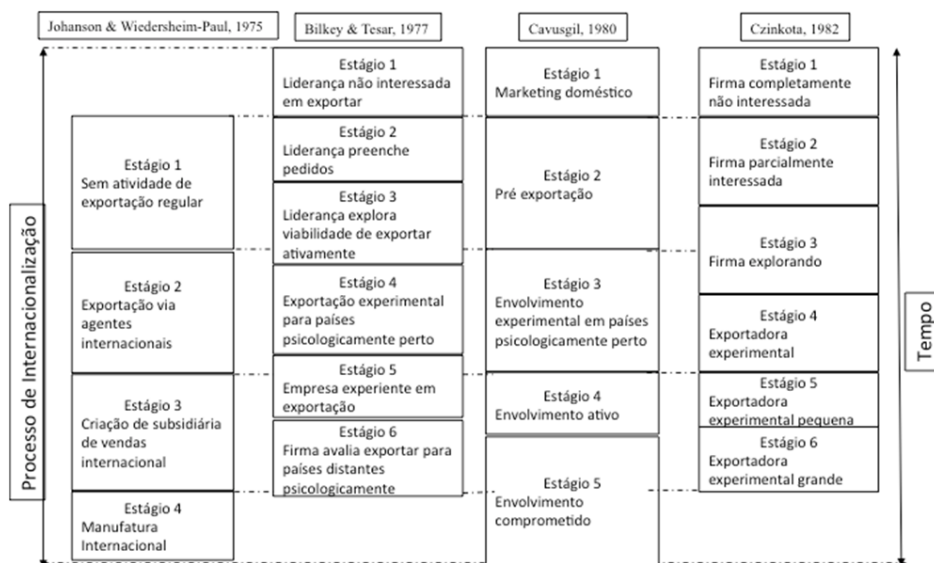 Johanson & Wiedersheim-Paul, 1975
Bilkey & Tesar, 1977
Cavusgil, 1980
Czinkota, 1982
Processo de Internacionalização
Estágio 1
Sem atividade de
exportação regular
Estágio 2
Exportação via
agentes
internacionais
Estágio 3
Criação de subsidiária
de vendas
internacional
Estágio 4
Manufatura
Internacional
Estágio 1
Liderança não interessada
em exportar
Estágio 2
Liderança preenche
pedidos
Estágio 3
Liderança explora
viabilidade de exportar
ativamente
Estágio 4
Exportação experimental
para países
psicologicamente perto
Estágio 5
Empresa experiente em
exportação
Estágio 6
Firma avalia exportar para
países distantes
psicologicamente
Estágio 1
Marketing doméstico
Estágio 2
Pré exportação
Estágio 3
Envolvimento
experimental em países
psicologicamente perto
Estágio 4
Envolvimento ativo
Estágio 5
Envolvimento
comprometido
Estágio 1
Firma completamente
não interessada
Estágio 2
Firma parcialmente
interessada
Estágio 3
Firma explorando
Estágio 4
Exportadora
experimental
Estágio 5
Exportadora
experimental pequena
Estágio 6
Exportadora
experimental grande
Tempo